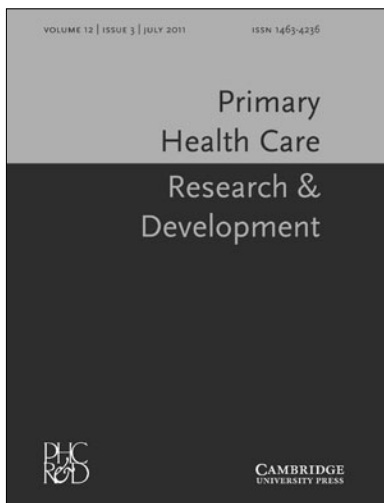 VOLUME 12 | ISSUE 3 | JULY 2011 ISSN 1463-4236
Primary
Health Care
Research &
Development
PHC
R&D
CAMBRIDGE
UNIVERSITY PRESS